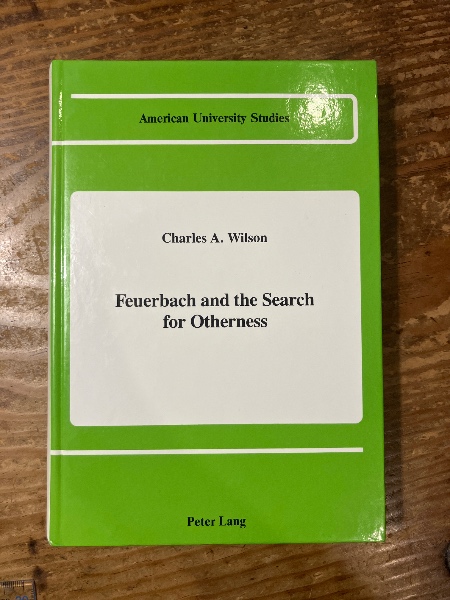 American University Studies
Charles A. Wilson
Feuerbach and the Search
for Otherness
Peter Lang